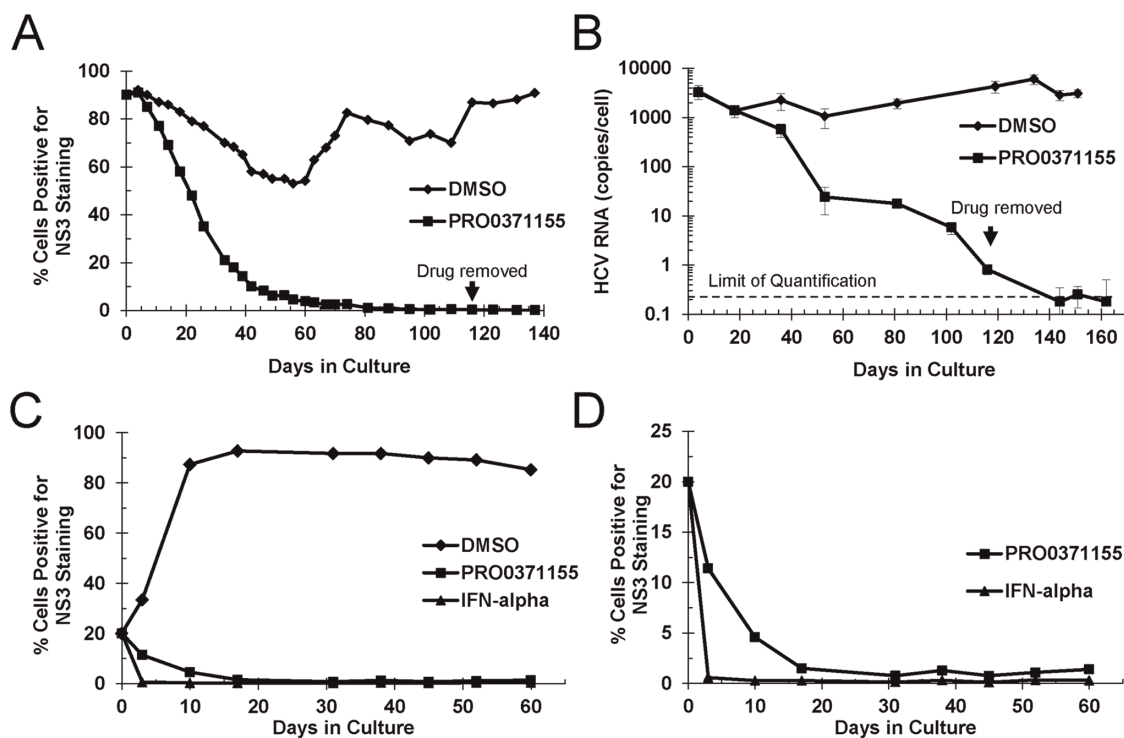 A
% Cells Positive for
NS3 Staining
100
80
60
40
20
0
0 20 40 60 80 100 120 140
Days in Culture
DMSO
PRO0371155
Drug removed
B
HCV RNA (copies/cell)
10000
1000
100
10
1
0.1
0 20 40 60 80 100 120 140 160
Days in Culture
DMSO
PRO0371155
Drug removed
Limit of Quantification
C
% Cells Positive for
NS3 Staining
100
80
60
40
20
0
0 10 20 30 40 50 60
Days in Culture
DMSO
PRO0371155
IFN-alpha
D
% Cells Positive for
NS3 Staining
25
20
15
10
5
0
0 10 20 30 40 50 60
Days in Culture
PRO0371155
IFN-alpha